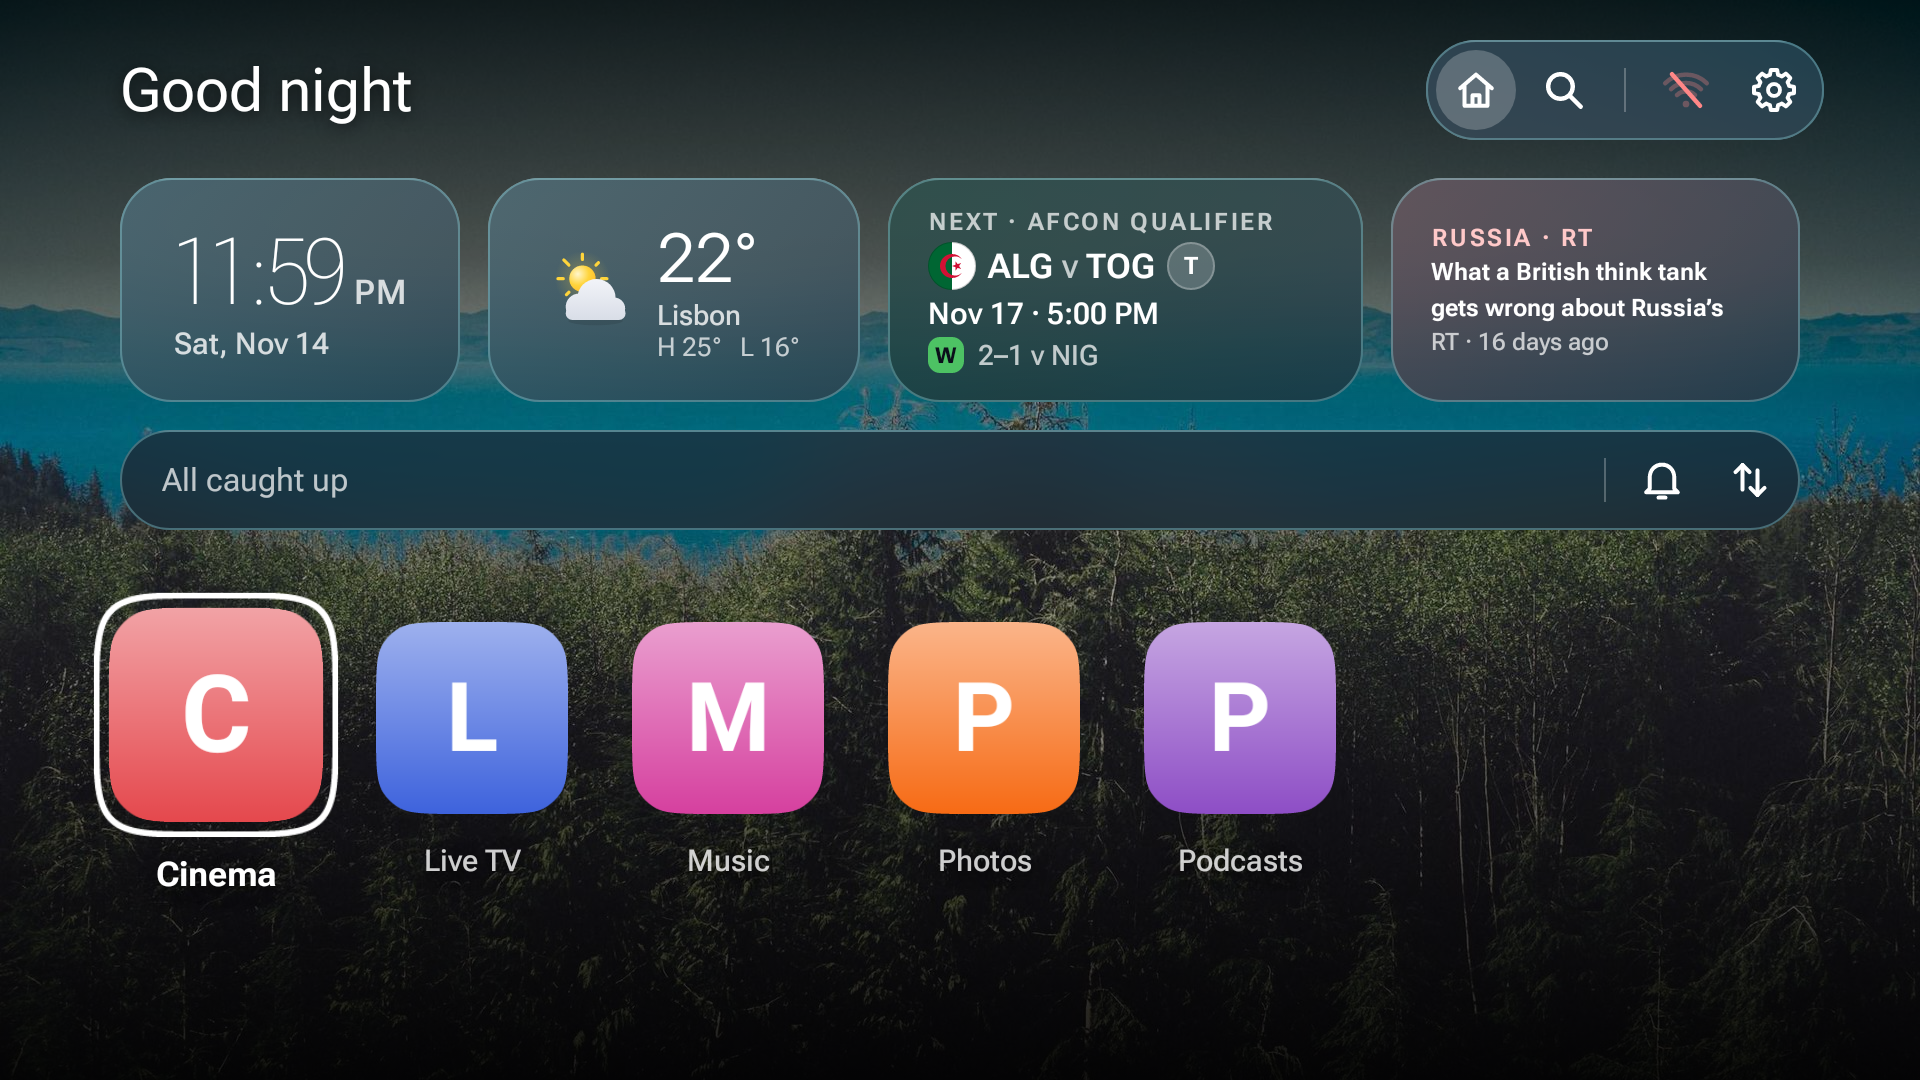 Good night
11:59 PM
Sat, Nov 14
22°
Lisbon
H 25° L 16°
NEXT · AFCON QUALIFIER
ALG v TOG T
Nov 17 · 5:00 PM
W 2–1 v NIG
RUSSIA · RT
What a British think tank
gets wrong about Russia’s
RT · 16 days ago
All caught up
C
L
M
P
P
Cinema
Live TV
Music
Photos
Podcasts